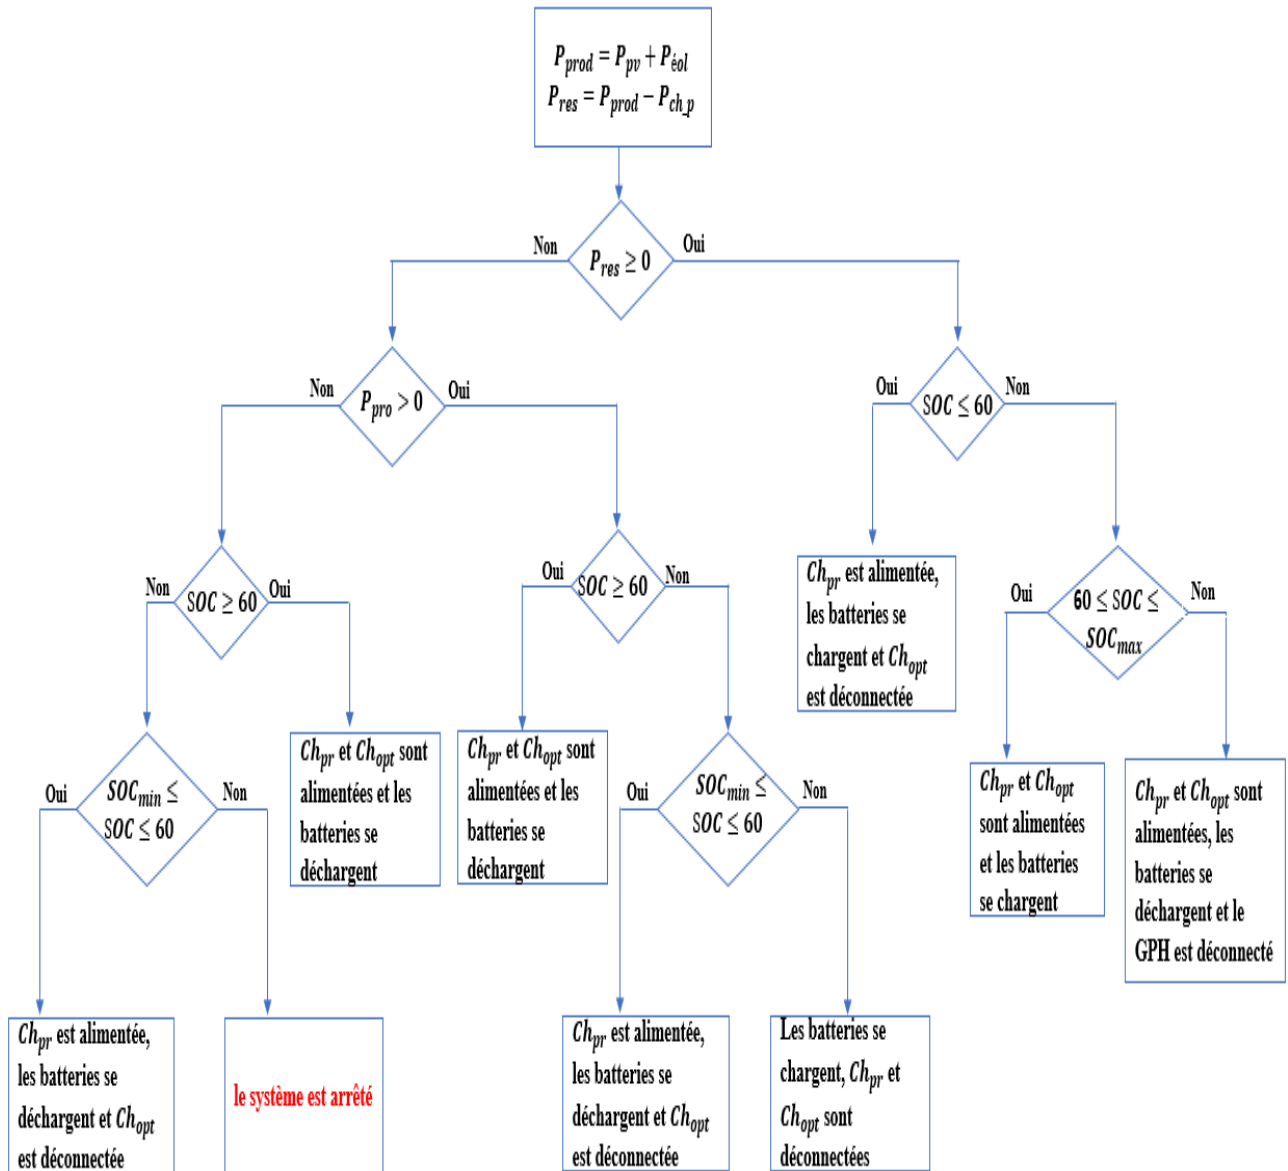 P_prod = P_pv + P_éol
P_res = P_prod − P_ch_p
Non
P_res ≥ 0
Oui
Non
P_pro > 0
Oui
Oui
SOC ≤ 60
Non
Non
SOC ≥ 60
Oui
Oui
SOC ≥ 60
Non
Ch_pr est alimentée,
les batteries se
chargent et Ch_opt
est déconnectée
Oui
60 ≤ SOC ≤
SOC_max
Non
Oui
SOC_min ≤
SOC ≤ 60
Non
Ch_pr et Ch_opt sont
alimentées et les
batteries se
déchargent
Ch_pr et Ch_opt sont
alimentées et les
batteries se
déchargent
Oui
SOC_min ≤
SOC ≤ 60
Non
Ch_pr et Ch_opt
sont alimentées
et les batteries
se chargent
Ch_pr et Ch_opt sont
alimentées, les
batteries se
déchargent et le
GPH est déconnecté
Ch_pr est alimentée,
les batteries se
déchargent et Ch_opt
est déconnectée
le système est arrêté
Ch_pr est alimentée,
les batteries se
déchargent et Ch_opt
est déconnectée
Les batteries se
chargent, Ch_pr et
Ch_opt sont
déconnectées